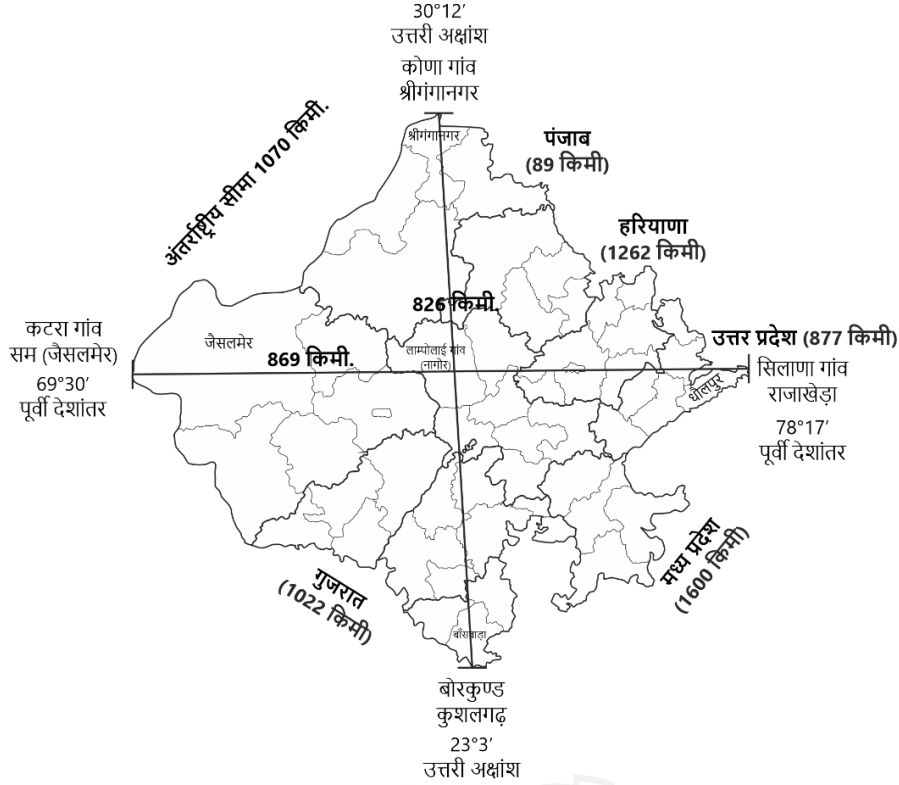 30°12′
उत्तरी अक्षांश
कोणा गांव
श्रीगंगानगर
श्रीगंगानगर
अंतर्राष्ट्रीय सीमा 1070 किमी.
पंजाब
(89 किमी)
हरियाणा
(1262 किमी)
826 किमी.
कटरा गांव
सम (जैसलमेर)
69°30′
पूर्वी देशांतर
जैसलमेर
869 किमी.
लाम्पोलाई गांव
(नागोर)
उत्तर प्रदेश (877 किमी)
सिलाणा गांव
राजाखेड़ा
78°17′
पूर्वी देशांतर
धौलपुर
मध्य प्रदेश
(1600 किमी)
गुजरात
(1022 किमी)
बाँसवाड़ा
बोरकुण्ड
कुशलगढ़
23°3′
उत्तरी अक्षांश